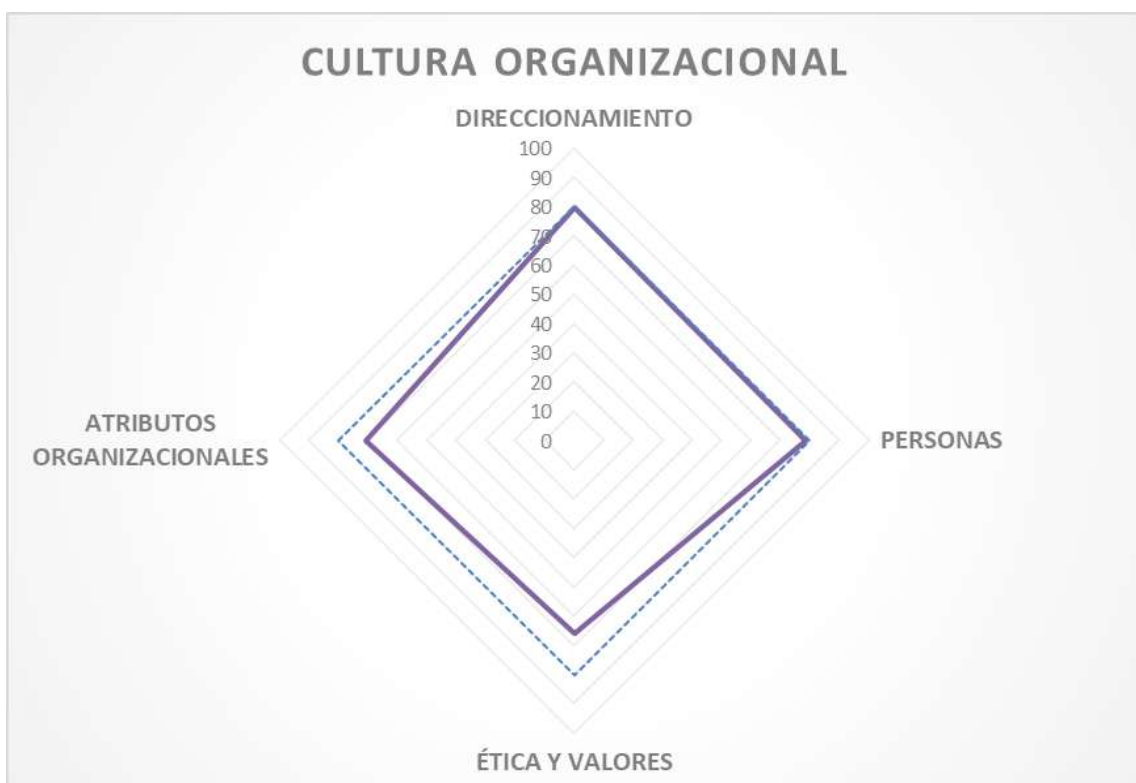 CULTURA ORGANIZACIONAL
DIRECCIONAMIENTO
100
90
80
70
60
50
40
30
20
10
0
ATRIBUTOS
ORGANIZACIONALES
PERSONAS
ÉTICA Y VALORES